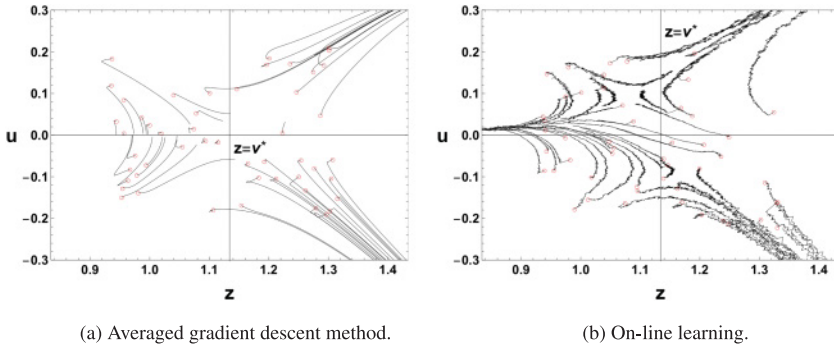 0.3
0.2
0.1
0.0
−0.1
−0.2
−0.3
u
z=v*
0.9 1.0 1.1 1.2 1.3 1.4
z
(a) Averaged gradient descent method.
0.3
0.2
0.1
0.0
−0.1
−0.2
−0.3
u
z=v*
0.9 1.0 1.1 1.2 1.3 1.4
z
(b) On-line learning.